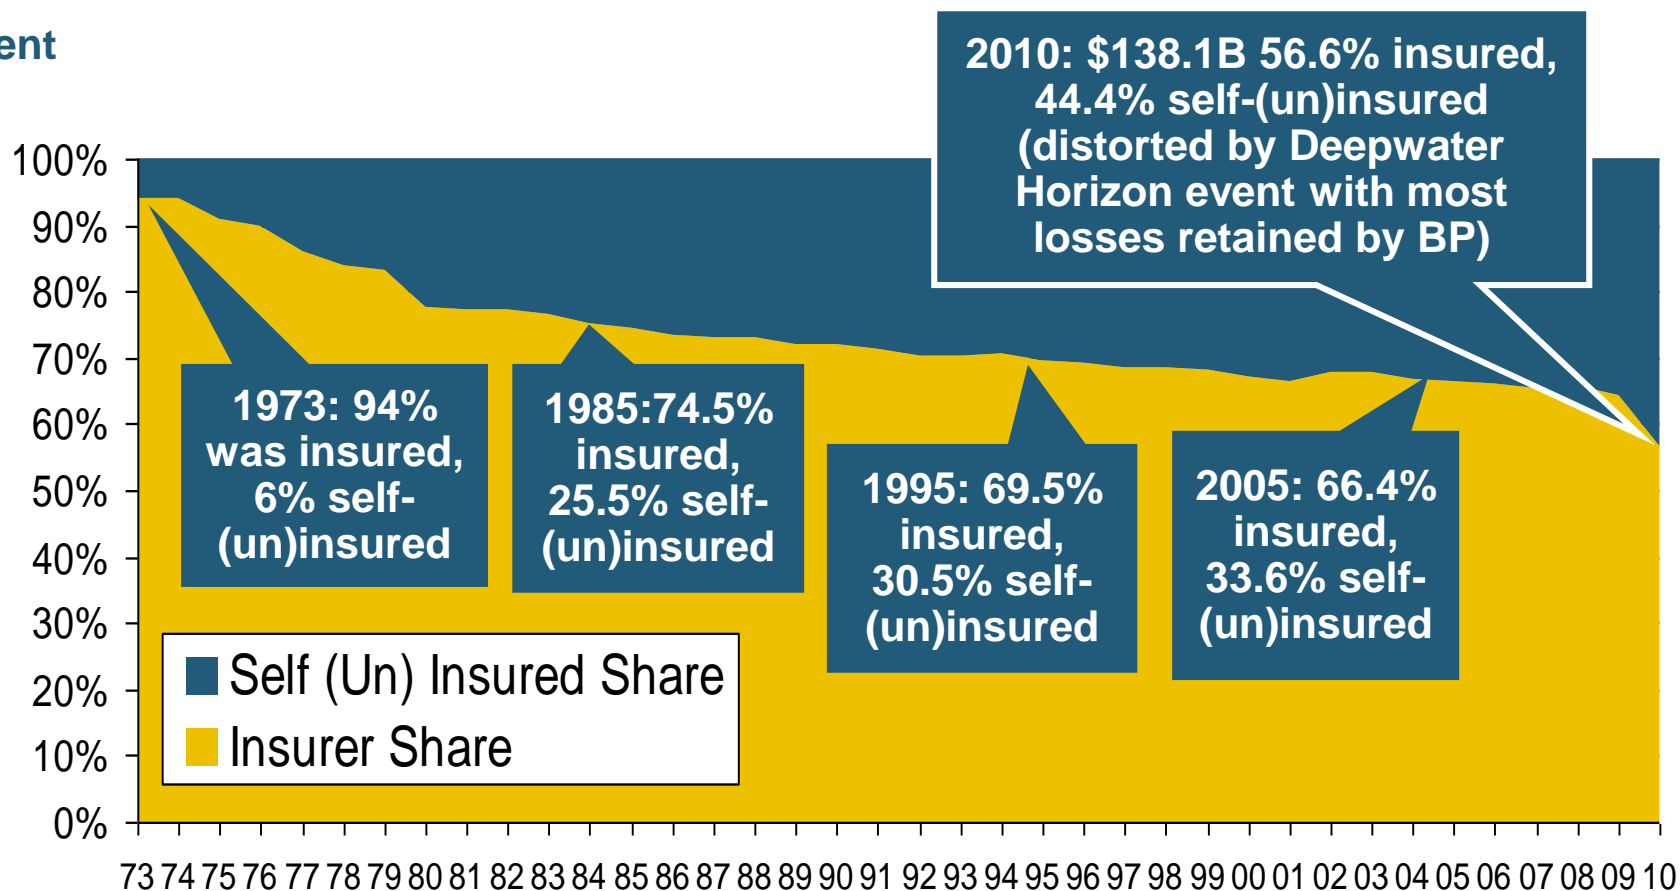 ent
2010: $138.1B 56.6% insured,
44.4% self-(un)insured
(distorted by Deepwater
Horizon event with most
losses retained by BP)
100%
90%
80%
70%
60%
50%
40%
30%
20%
10%
0%
1973: 94%
was insured,
6% self-
(un)insured
1985:74.5%
insured,
25.5% self-
(un)insured
1995: 69.5%
insured,
30.5% self-
(un)insured
2005: 66.4%
insured,
33.6% self-
(un)insured
Self (Un) Insured Share
Insurer Share
73 74 75 76 77 78 79 80 81 82 83 84 85 86 87 88 89 90 91 92 93 94 95 96 97 98 99 00 01 02 03 04 05 06 07 08 09 10